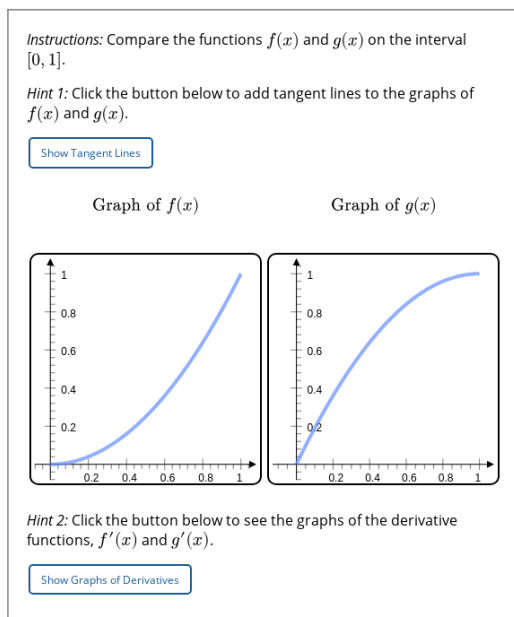 Instructions: Compare the functions f(x) and g(x) on the interval
[0, 1].
Hint 1: Click the button below to add tangent lines to the graphs of
f(x) and g(x).
Show Tangent Lines
Graph of f(x)
Graph of g(x)
1
0.8
0.6
0.4
0.2
0.2 0.4 0.6 0.8 1
1
0.8
0.6
0.4
0.2
0.2 0.4 0.6 0.8 1
Hint 2: Click the button below to see the graphs of the derivative
functions, f′(x) and g′(x).
Show Graphs of Derivatives